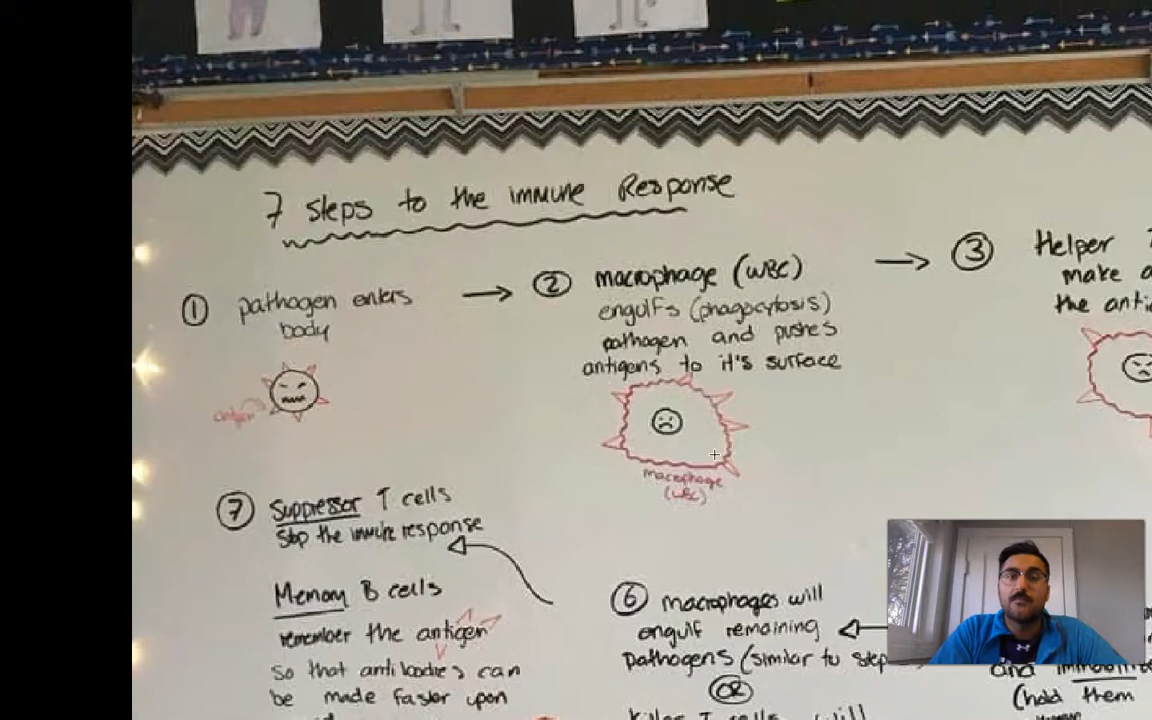 7 steps to the immune Response
① pathogen enters
body
antigen
② macrophage (WBC)
engulfs (phagocytosis)
pathogen and pushes
antigens to it's surface
macrophage
(WBC)
③ Helper
make
the
⑦ Suppressor T cells
Stop the immune response
Memory B cells
remember the antigen
so that antibodies can
be made faster upon
⑥ macrophages will
engulf remaining
pathogens (similar to step
OR
Killer T cells will
and
(hold them